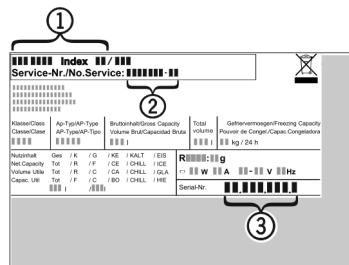 1
Index /
Service-Nr./No.Service: -
2
Klasse/Class Ap-Typ/AP-Type Bruttoinhalt/Gross Capacity Total Gefriervermoegen/Freezing Capacity
Classe/Clase AP-Type/AP-Tipo Volume Brut/Capacidad Bruta volume Pouvoir de Congel./Capac.Congeladora
l l kg / 24 h
Nutzinhalt Ges / K / G / KE / KALT / EIS
Net.Capacity Tot / R / F / CE / CHILL / ICE
Volume Utile Tot / R / C / CA / CHILL / GLA
Capac. Util Tot / F / C / BO / CHILL / HIE
l / l
R : g
W A - V Hz
Serial-Nr. . . .
3